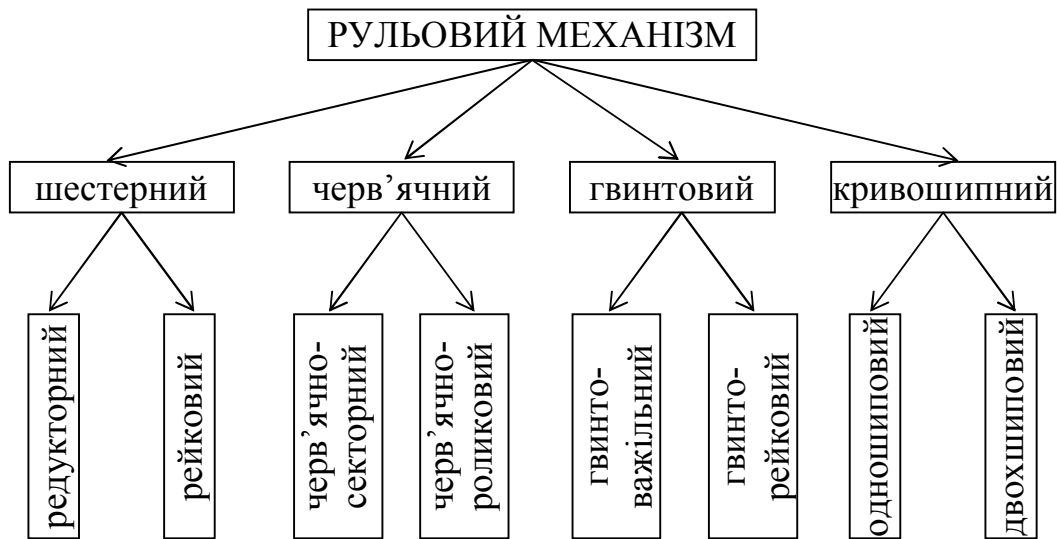 РУЛЬОВИЙ МЕХАНІЗМ
шестерний
черв’ячний
гвинтовий
кривошипний
редукторний
рейковий
черв’ячно-
секторний
черв’ячно-
роликовий
гвинто-
важільний
гвинто-
рейковий
одношиповий
двохшиповий